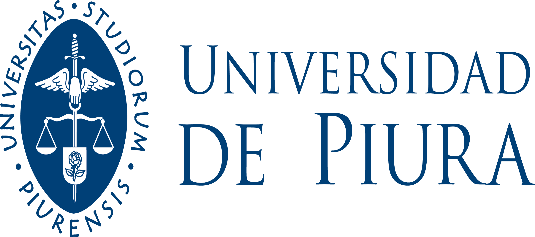 UNIVERSITAS • STUDIORUM • PIURENSIS •
UNIVERSIDAD
DE PIURA